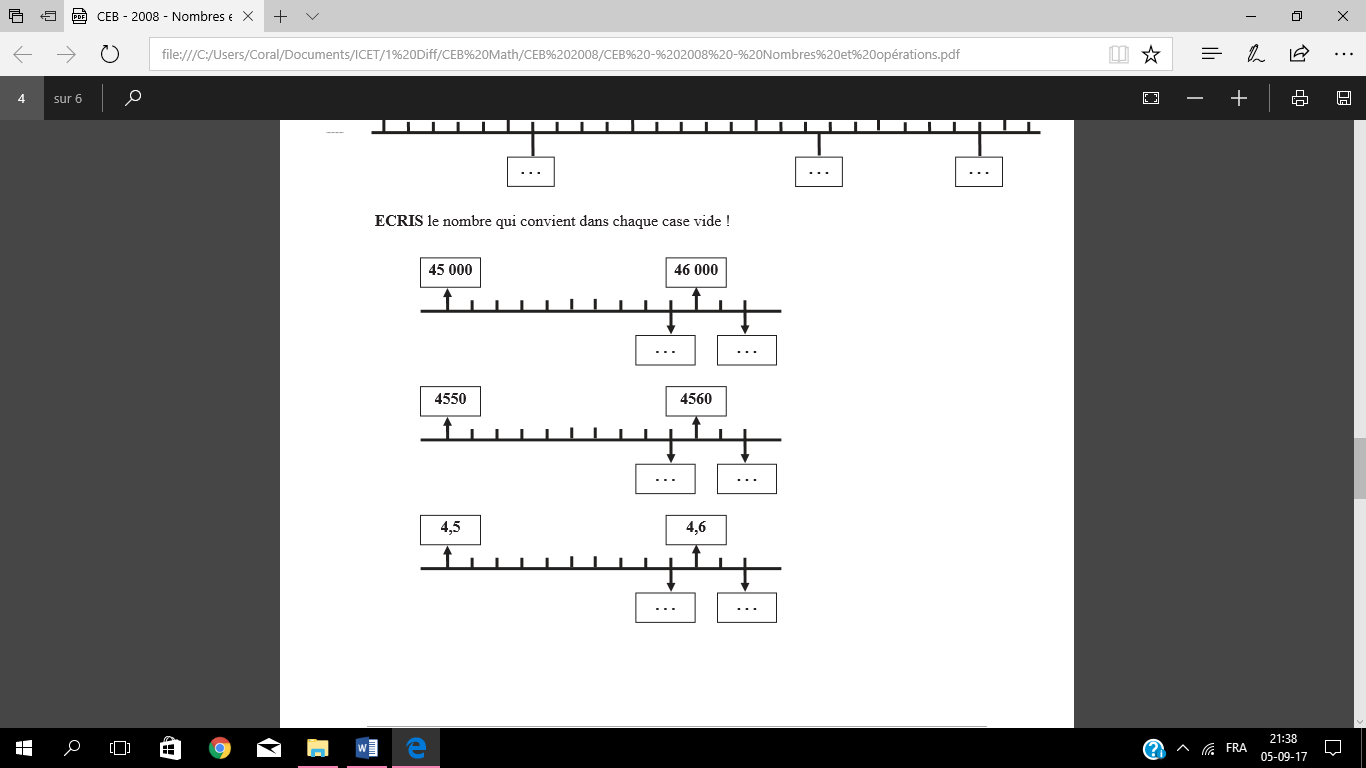 CEB - 2008 - Nombres e
file:///C:/Users/Coral/Documents/ICET/1%20Diff/CEB%20Math/CEB%202008/CEB%20-%202008%20-%20Nombres%20et%20opérations.pdf
4 sur 6
... ... ...
ECRIS le nombre qui convient dans chaque case vide !
45 000 46 000
... ...
4550 4560
... ...
4,5 4,6
... ...
FRA
21:38
05-09-17